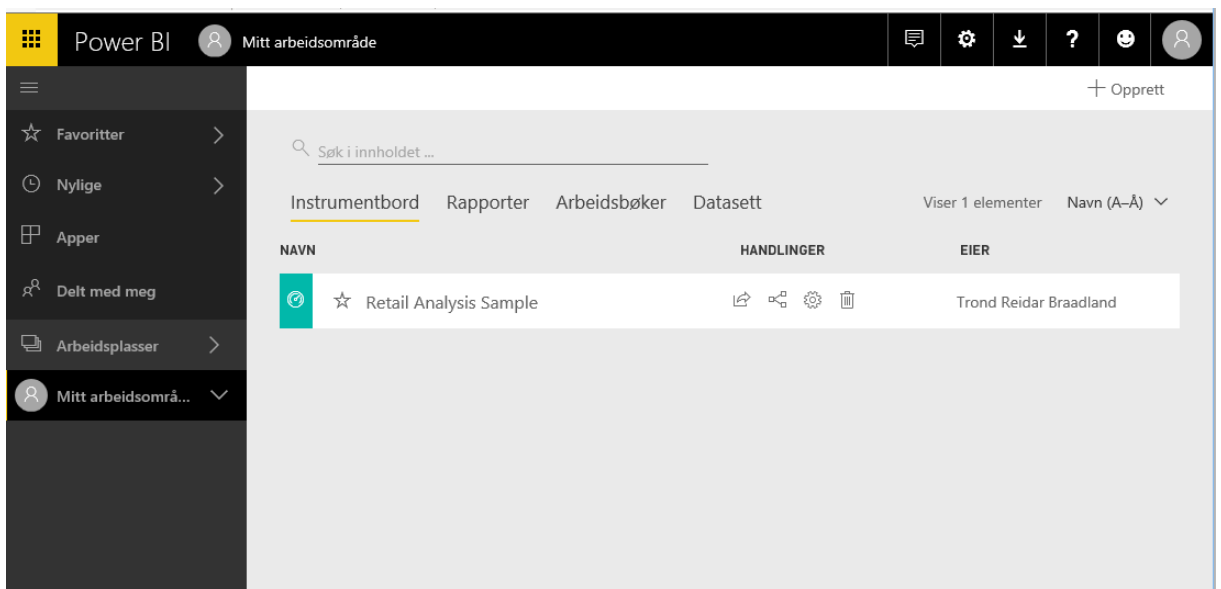 Power BI Mitt arbeidsområde ?
Opprett
Favoritter
Nylige
Apper
Delt med meg
Arbeidsplasser
Mitt arbeidsområ...
Søk i innholdet ...
Instrumentbord Rapporter Arbeidsbøker Datasett Viser 1 elementer Navn (A–Å)
NAVN HANDLINGER EIER
Retail Analysis Sample Trond Reidar Braadland